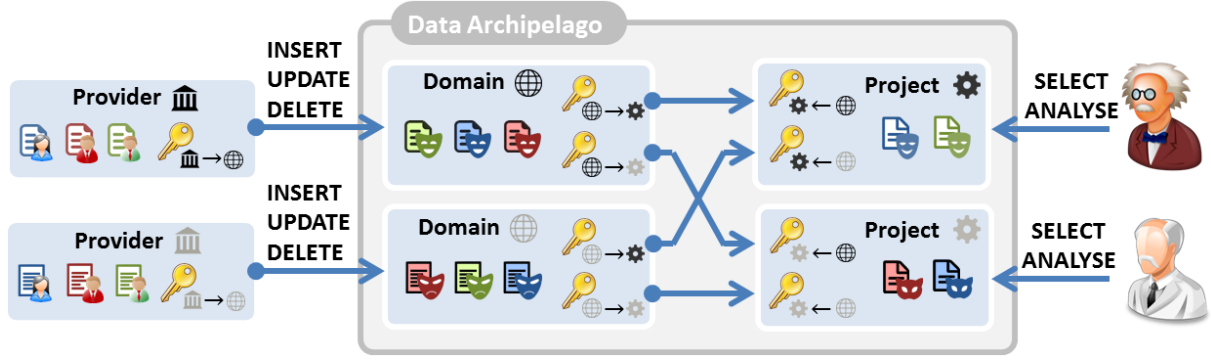 Data Archipelago
INSERT
UPDATE
DELETE
Provider
Domain
Project
SELECT
ANALYSE
INSERT
UPDATE
DELETE
Provider
Domain
Project
SELECT
ANALYSE